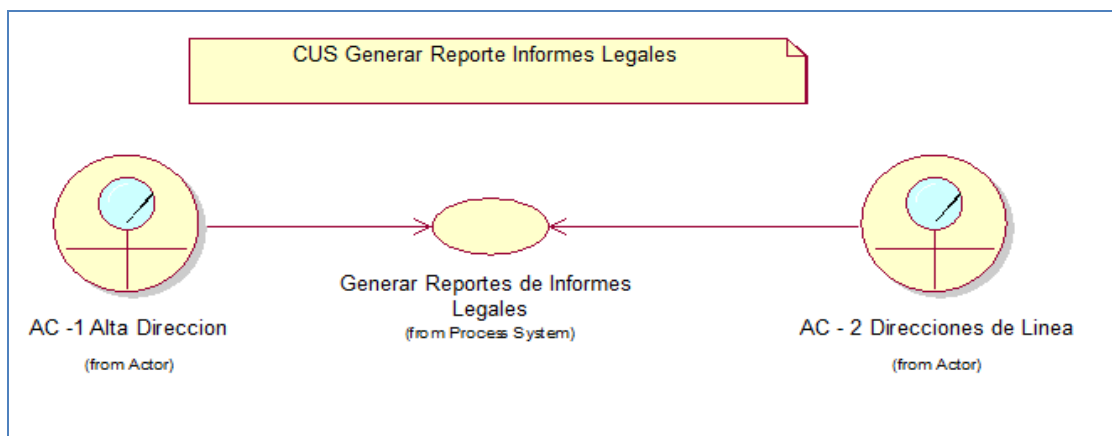 CUS Generar Reporte Informes Legales
AC -1 Alta Direccion
(from Actor)
Generar Reportes de Informes
Legales
(from Process System)
AC - 2 Direcciones de Linea
(from Actor)